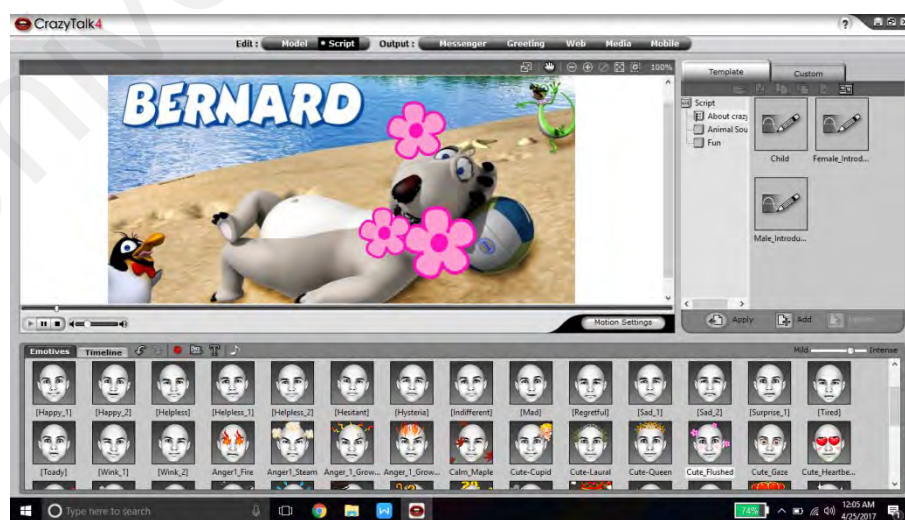 CrazyTalk4
Edit : Model • Script Output : Messenger Greeting Web Media Mobile
100%
Template Custom
BERNARD
Script
About crazy
Animal Sou
Fun
Child Female_Introd...
Male_Introdu...
Motion Settings
Apply Add
Emotives Timeline
Mild Intense
[Happy_1] [Happy_2] [Helpless] [Helpless_1] [Helpless_2] [Hesitant] [Hysteria] [Indifferent] [Mad] [Regretful] [Sad_1] [Sad_2] [Surprise_1] [Tired]
[Toady] [Wink_1] [Wink_2] Anger1_Fire Anger1_Steam Anger_1_Grow... Anger_1_Grow... Calm_Maple Cute-Cupid Cute-Laural Cute-Queen Cute_Flushed Cute_Gaze Cute_Heartbe...
Type here to search
74%
12:05 AM
4/25/2017